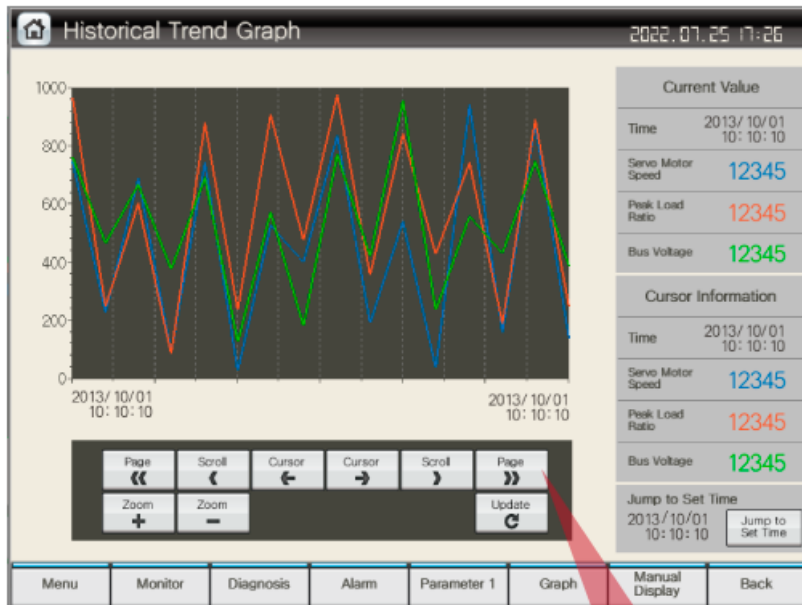 Historical Trend Graph
2022.07.25 17:26
1000
800
600
400
200
0
2013/10/01
10:10:10
2013/10/01
10:10:10
Page
Scroll
Cursor
Cursor
Scroll
Page
Zoom
Zoom
Update
Current Value
Time 2013/10/01
10:10:10
Servo Motor
Speed 12345
Peak Load
Ratio 12345
Bus Voltage 12345
Cursor Information
Time 2013/10/01
10:10:10
Servo Motor
Speed 12345
Peak Load
Ratio 12345
Bus Voltage 12345
Jump to Set Time
2013/10/01
10:10:10
Jump to
Set Time
Menu
Monitor
Diagnosis
Alarm
Parameter 1
Graph
Manual
Display
Back